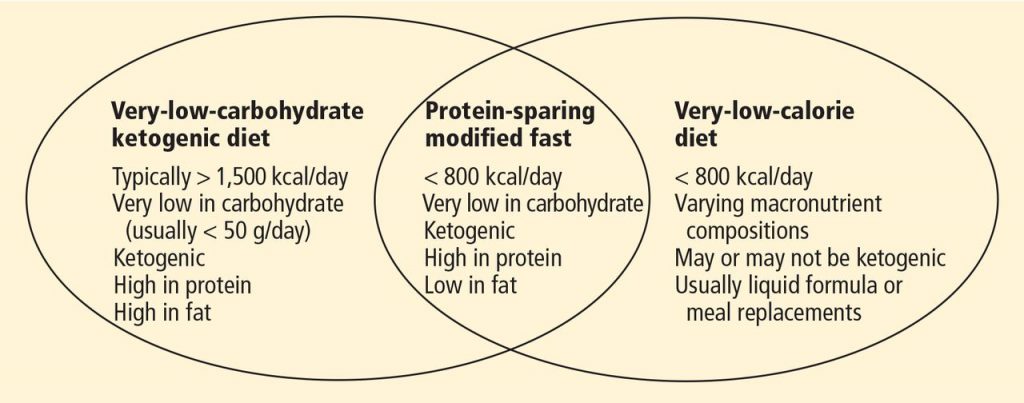 Very-low-carbohydrate
ketogenic diet
Typically > 1,500 kcal/day
Very low in carbohydrate
(usually < 50 g/day)
Ketogenic
High in protein
High in fat
Protein-sparing
modified fast
< 800 kcal/day
Very low in carbohydrate
Ketogenic
High in protein
Low in fat
Very-low-calorie
diet
< 800 kcal/day
Varying macronutrient
compositions
May or may not be ketogenic
Usually liquid formula or
meal replacements